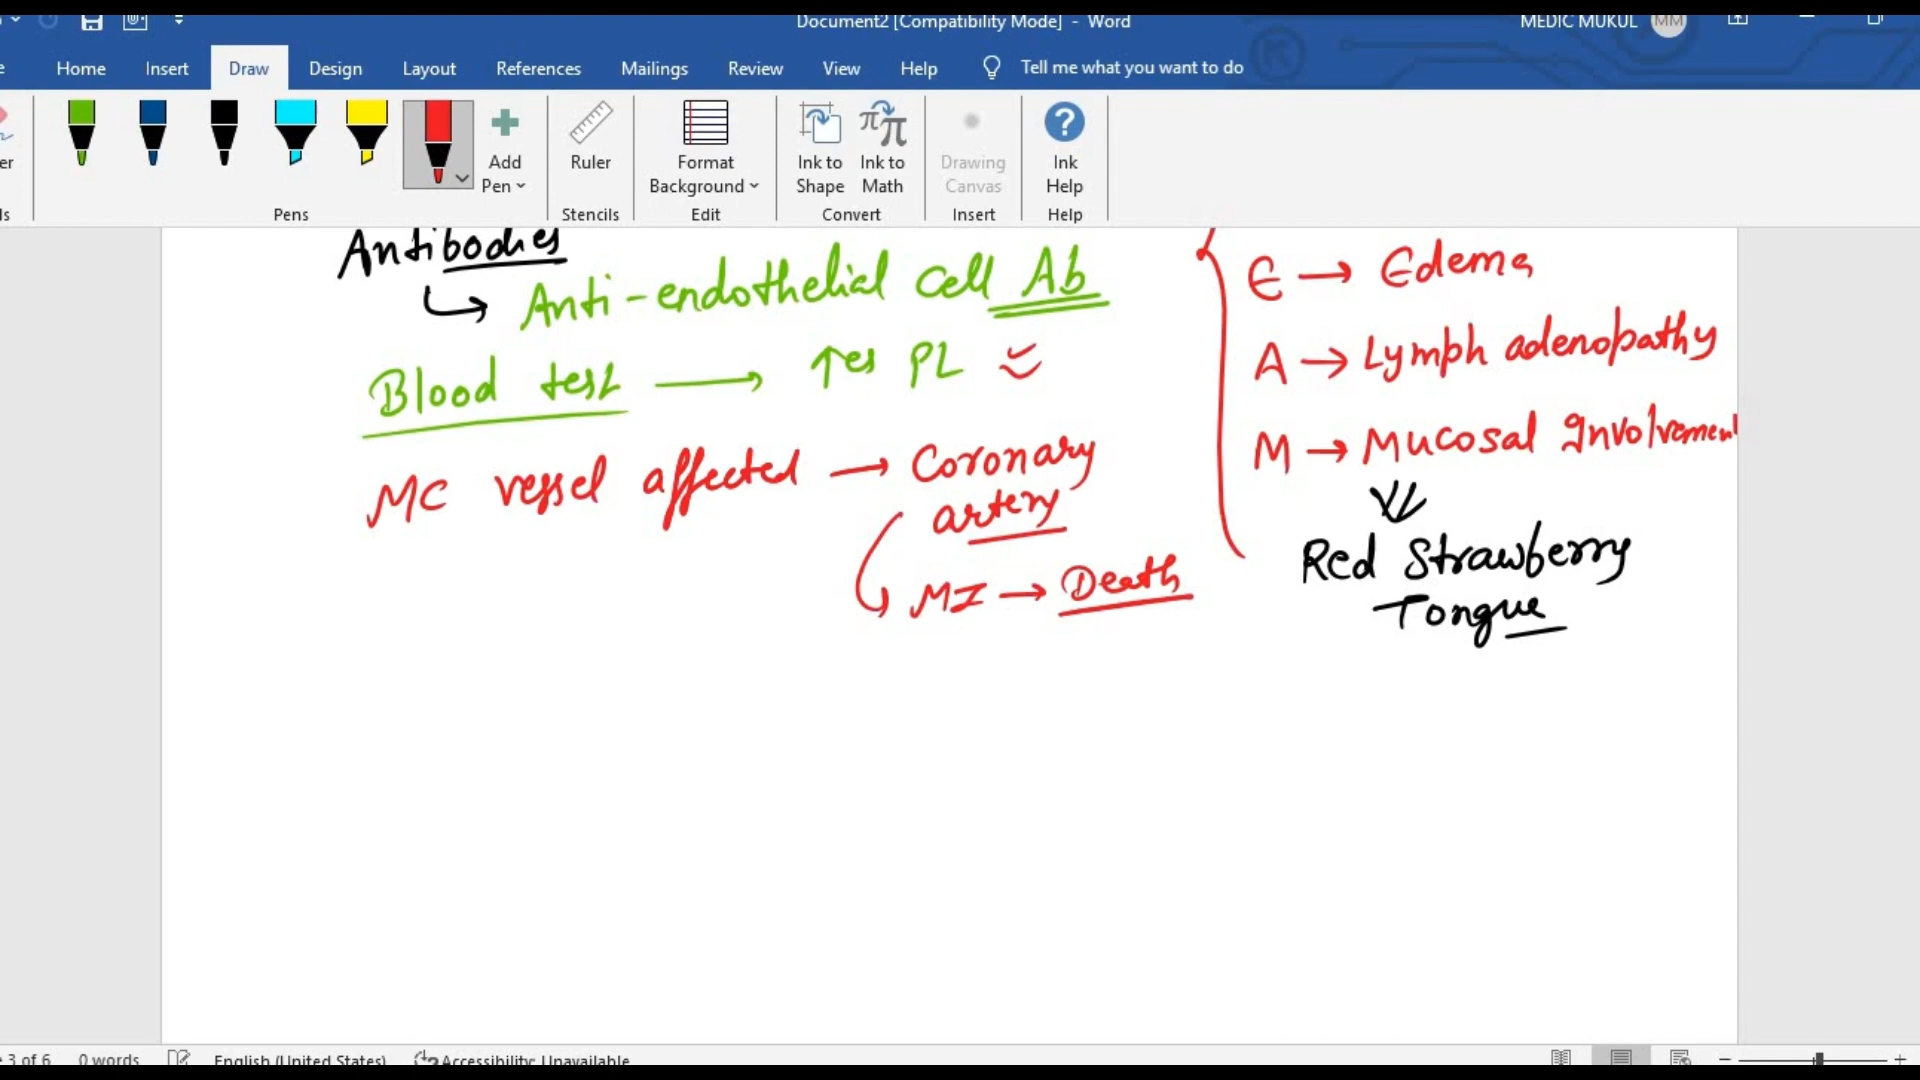 Document2 [Compatibility Mode] - Word
MEDIC MUKUL
MM
Home Insert Draw Design Layout References Mailings Review View Help Tell me what you want to do
Add Pen
Ruler
Format Background
Ink to Shape
Ink to Math
Drawing Canvas
Ink Help
Pens Stencils Edit Convert Insert Help
Antibodies
Anti-endothelial cell Ab
Blood test → ↑es PL
MC vessel affected → Coronary
artery
MI → Death
E → Edema
A → Lymph adenopathy
M → Mucosal Involvement
Red Strawberry
Tongue
3 of 6 0 words English (United States) Accessibility: Unavailable